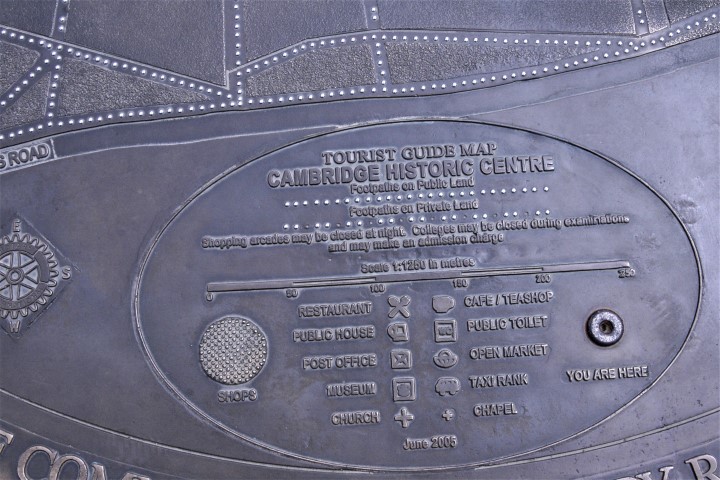 S ROAD
TOURIST GUIDE MAP
CAMBRIDGE HISTORIC CENTRE
Footpaths on Public Land
Footpaths on Private Land
Shopping arcades may be closed at night. Colleges may be closed during examinations
and may make an admission charge
Scale 1:1250 in metres
0 50 100 150 200 250
RESTAURANT CAFE / TEASHOP
PUBLIC HOUSE PUBLIC TOILET
POST OFFICE OPEN MARKET
MUSEUM TAXI RANK
CHURCH CHAPEL
SHOPS
YOU ARE HERE
June 2005
E
S